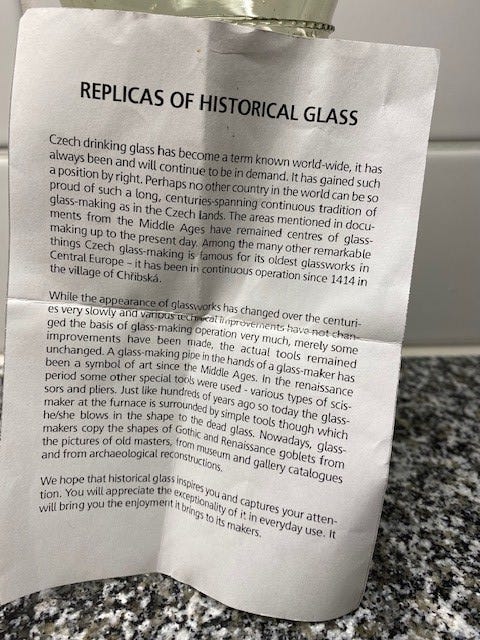 REPLICAS OF HISTORICAL GLASS
Czech drinking glass has become a term known world-wide, it has
always been and will continue to be in demand. It has gained such
a position by right. Perhaps no other country in the world can be so
proud of such a long, centuries-spanning continuous tradition of
glass-making as in the Czech lands. The areas mentioned in docu-
ments from the Middle Ages have remained centres of glass-
making up to the present day. Among the many other remarkable
things Czech glass-making is famous for its oldest glassworks in
Central Europe – it has been in continuous operation since 1414 in
the village of Chřibská.
While the appearance of glassworks has changed over the centuri-
es very slowly and various technical improvements have not chan-
ged the basis of glass-making operation very much, merely some
improvements have been made, the actual tools remained
unchanged. A glass-making pipe in the hands of a glass-maker has
been a symbol of art since the Middle Ages. In the renaissance
period some other special tools were used - various types of scis-
sors and pliers. Just like hundreds of years ago so today the glass-
maker at the furnace is surrounded by simple tools though which
he/she blows in the shape to the dead glass. Nowadays, glass-
makers copy the shapes of Gothic and Renaissance goblets from
the pictures of old masters, from museum and gallery catalogues
and from archaeological reconstructions.
We hope that historical glass inspires you and captures your atten-
tion. You will appreciate the exceptionality of it in everyday use. It
will bring you the enjoyment it brings to its makers.